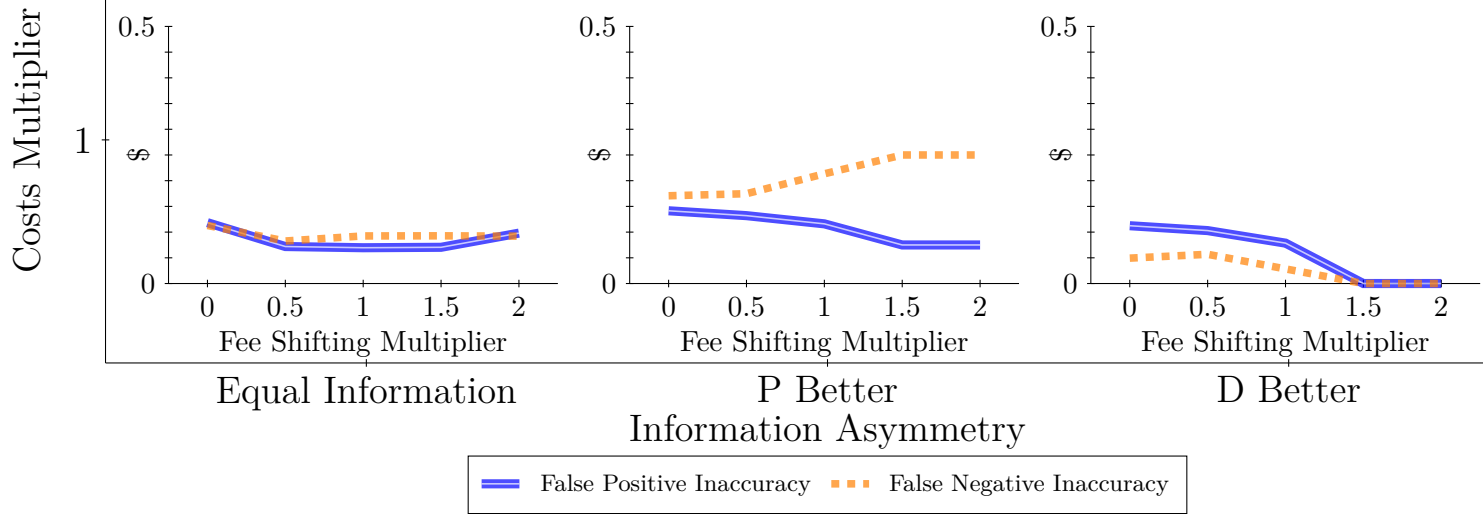 Costs Multiplier
1
0.5
$
0
0 0.5 1 1.5 2
Fee Shifting Multiplier
0.5
$
0
0 0.5 1 1.5 2
Fee Shifting Multiplier
0.5
$
0
0 0.5 1 1.5 2
Fee Shifting Multiplier
Equal Information
P Better
D Better
Information Asymmetry
False Positive Inaccuracy
False Negative Inaccuracy